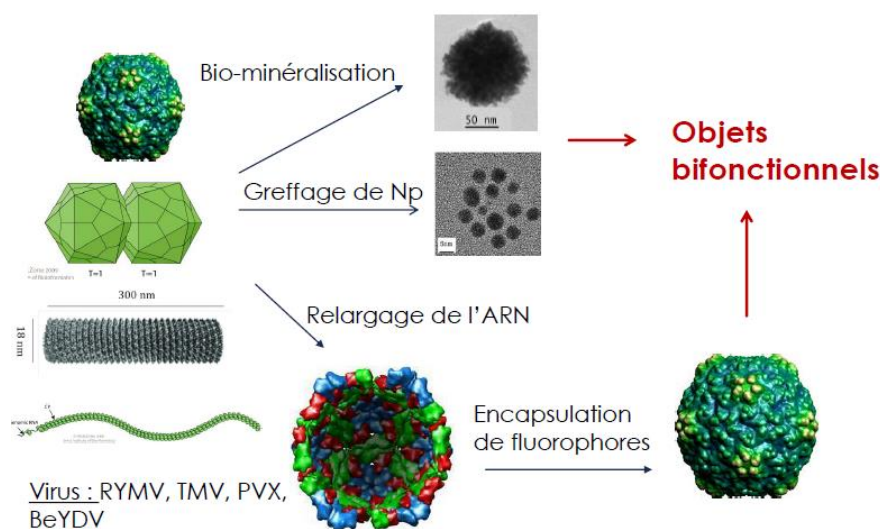 Bio-minéralisation
50 nm
Objets
bifonctionnels
Greffage de Np
5nm
T=1 T=1
300 nm
18 nm
Relargage de l'ARN
Encapsulation
de fluorophores
Virus : RYMV, TMV, PVX,
BeYDV